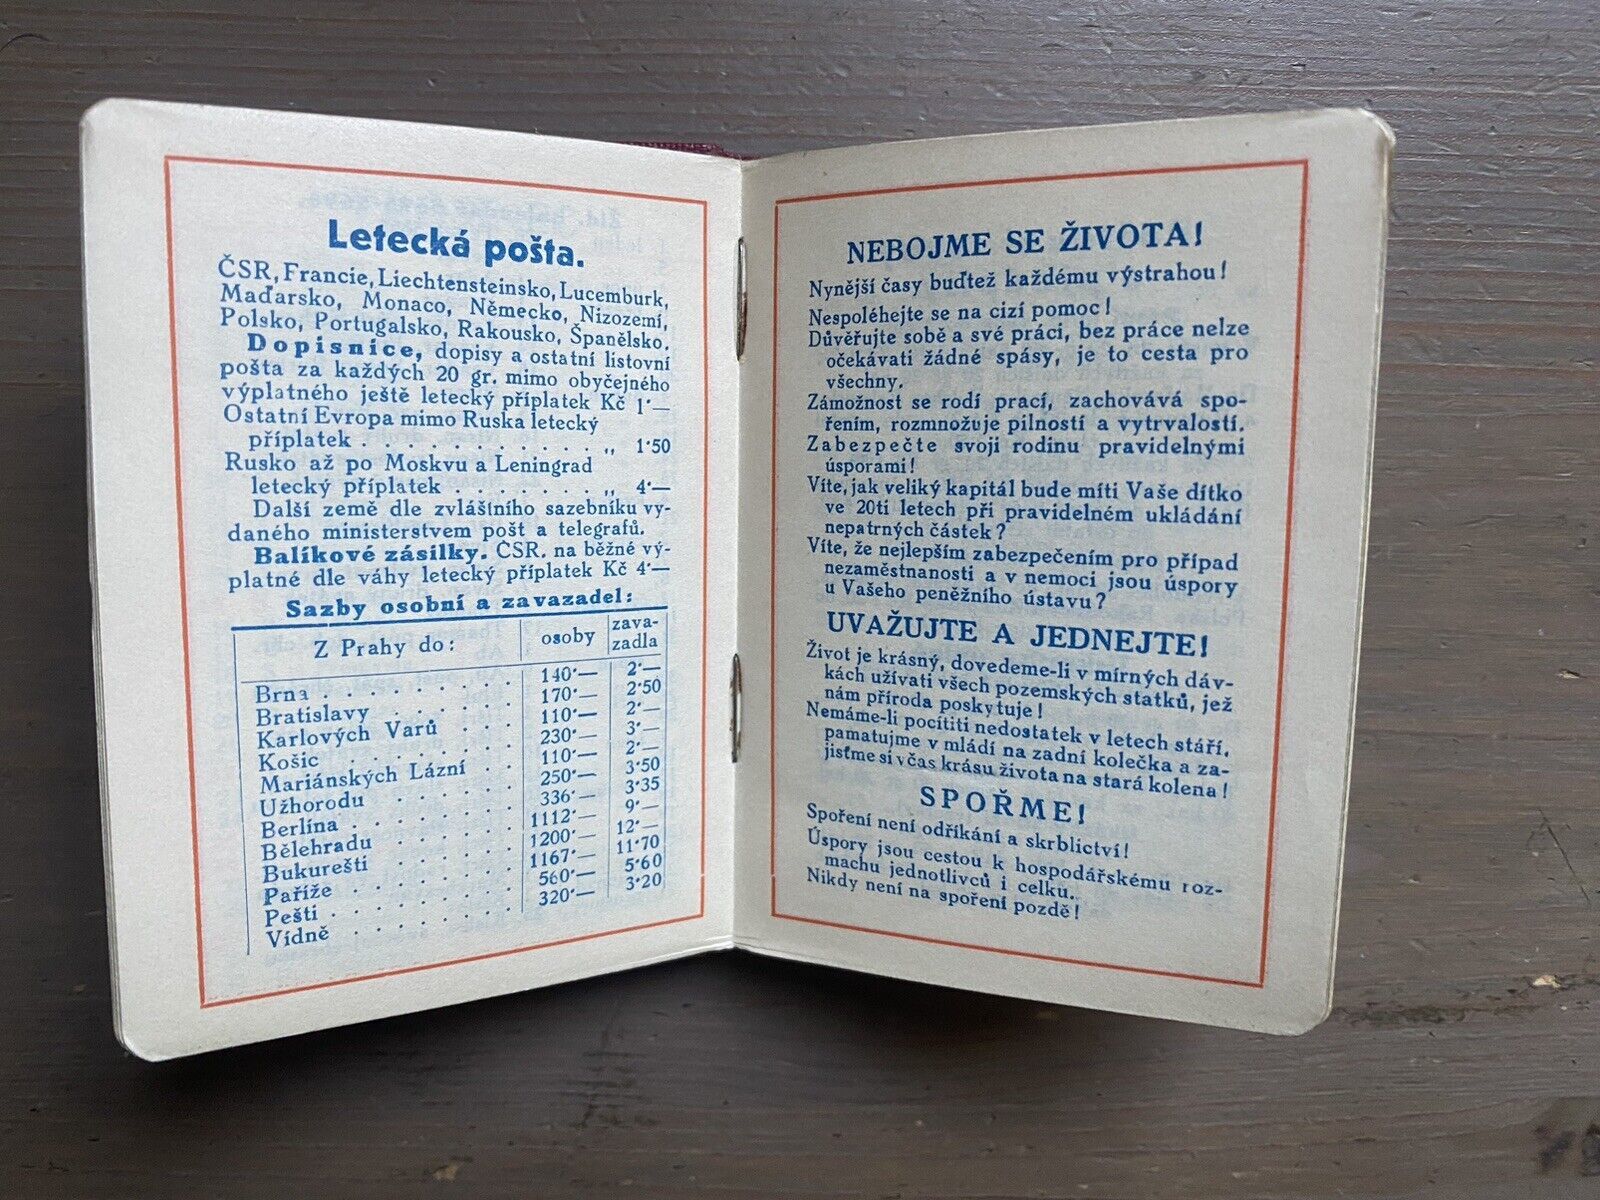 Letecká pošta.
ČSR, Francie, Liechtensteinsko, Lucemburk,
Maďarsko, Monaco, Německo, Nizozemí,
Polsko, Portugalsko, Rakousko, Španělsko.
Dopisnice, dopisy a ostatní listovní
pošta za každých 20 gr. mimo obyčejného
výplatného ještě letecký příplatek Kč 1·—
Ostatní Evropa mimo Ruska letecký
příplatek . . . . . . . . . . . „ 1·50
Rusko až po Moskvu a Leningrad
letecký příplatek . . . . . . . „ 4·—
Další země dle zvláštního sazebníku vy-
daného ministerstvem pošt a telegrafů.
Balíkové zásilky. ČSR. na běžné vý-
platné dle váhy letecký příplatek Kč 4·—
Sazby osobní a zavazadel:
Z Prahy do: osoby zava-
zadla
Brna . . . . . . . . . 140·— 2·—
Bratislavy . . . . . . 170·— 2·50
Karlových Varů . . . 110·— 2·—
Košic . . . . . . . . 230·— 3·—
Mariánských Lázní . . 110·— 2·—
Užhorodu . . . . . . 250·— 3·50
Berlína . . . . . . . . 336·— 3·35
Bělehradu . . . . . . 1112·— 9·—
Bukurešti . . . . . . 1200·— 12·—
Paříže . . . . . . . . 1167·— 11·70
Pešti . . . . . . . . . 560·— 5·60
Vídně . . . . . . . . 320·— 3·20
NEBOJME SE ŽIVOTA!
Nynější časy buďtež každému výstrahou!
Nespoléhejte se na cizí pomoc!
Důvěřujte sobě a své práci, bez práce nelze
očekávati žádné spásy, je to cesta pro
všechny.
Zámožnost se rodí prací, zachovává spo-
řením, rozmnožuje pilností a vytrvalostí.
Zabezpečte svoji rodinu pravidelnými
úsporami!
Víte, jak veliký kapitál bude míti Vaše dítko
ve 20ti letech při pravidelném ukládání
nepatrných částek?
Víte, že nejlepším zabezpečením pro případ
nezaměstnanosti a v nemoci jsou úspory
u Vašeho peněžního ústavu?
UVAŽUJTE A JEDNEJTE!
Život je krásný, dovedeme-li v mírných dáv-
kách užívati všech pozemských statků, jež
nám příroda poskytuje!
Nemáme-li pocítiti nedostatek v letech stáří,
pamatujme v mládí na zadní kolečka a za-
jisťme si včas krásu života na stará kolena!
SPOŘME!
Spoření není odříkání a skrblictví!
Úspory jsou cestou k hospodářskému roz-
machu jednotlivců i celku.
Nikdy není na spoření pozdě!